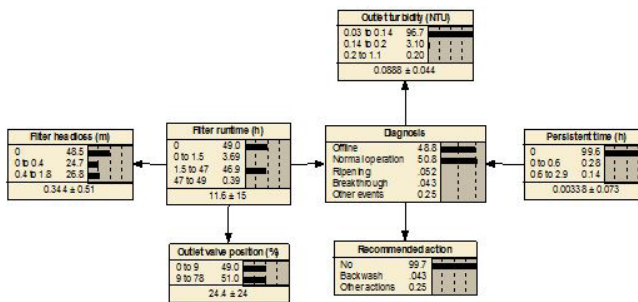 Outlet turbidity (NTU)
0.03 to 0.14 96.7
0.14 to 0.2 3.10
0.2 to 1.1 0.20
0.0888 ± 0.044
Filter headloss (m)
0 48.5
0 to 0.4 24.7
0.4 to 1.8 26.8
0.344 ± 0.51
Filter runtime (h)
0 49.0
0 to 1.5 3.69
1.5 to 47 46.9
47 to 49 0.39
11.6 ± 15
Diagnosis
Offline 48.8
Normal operation 50.8
Ripening .052
Breakthrough .043
Other events 0.25
Persistent time (h)
0 99.6
0 to 0.6 0.28
0.6 to 2.9 0.14
0.00338 ± 0.073
Outlet valve position (%)
0 to 9 49.0
9 to 78 51.0
24.4 ± 24
Recommended action
No 99.7
Backwash .043
Other actions 0.25